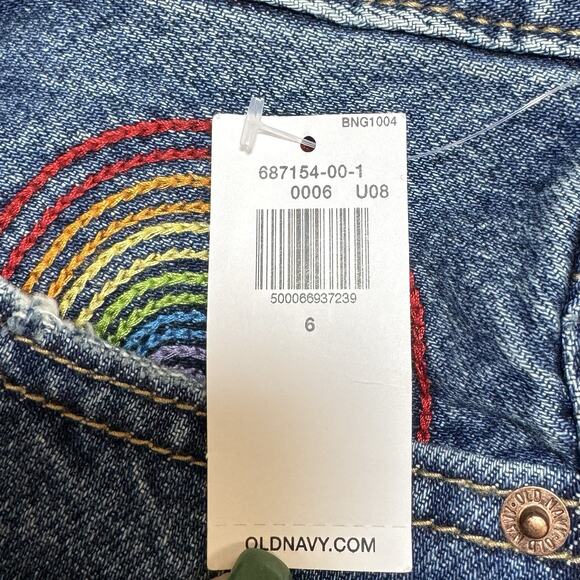 BNG1004
687154-00-1
0006 U08
500066937239
6
OLDNAVY.COM
OLD NAVY